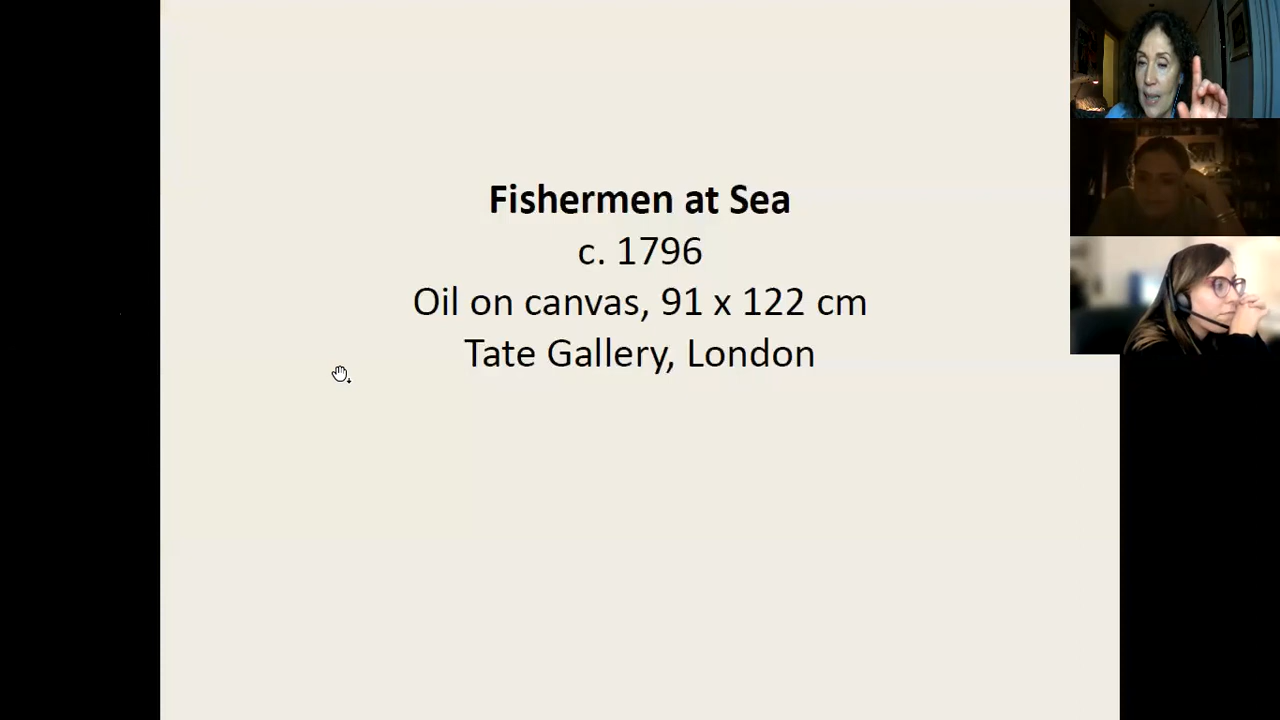 Fishermen at Sea
c. 1796
Oil on canvas, 91 x 122 cm
Tate Gallery, London